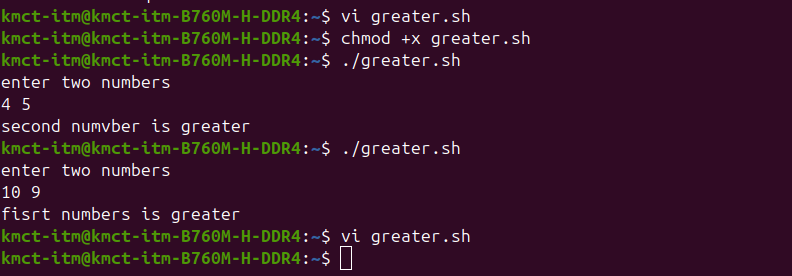 kmct-itm@kmct-itm-B760M-H-DDR4:~$ vi greater.sh
kmct-itm@kmct-itm-B760M-H-DDR4:~$ chmod +x greater.sh
kmct-itm@kmct-itm-B760M-H-DDR4:~$ ./greater.sh
enter two numbers
4 5
second numvber is greater
kmct-itm@kmct-itm-B760M-H-DDR4:~$ ./greater.sh
enter two numbers
10 9
fisrt numbers is greater
kmct-itm@kmct-itm-B760M-H-DDR4:~$ vi greater.sh
kmct-itm@kmct-itm-B760M-H-DDR4:~$